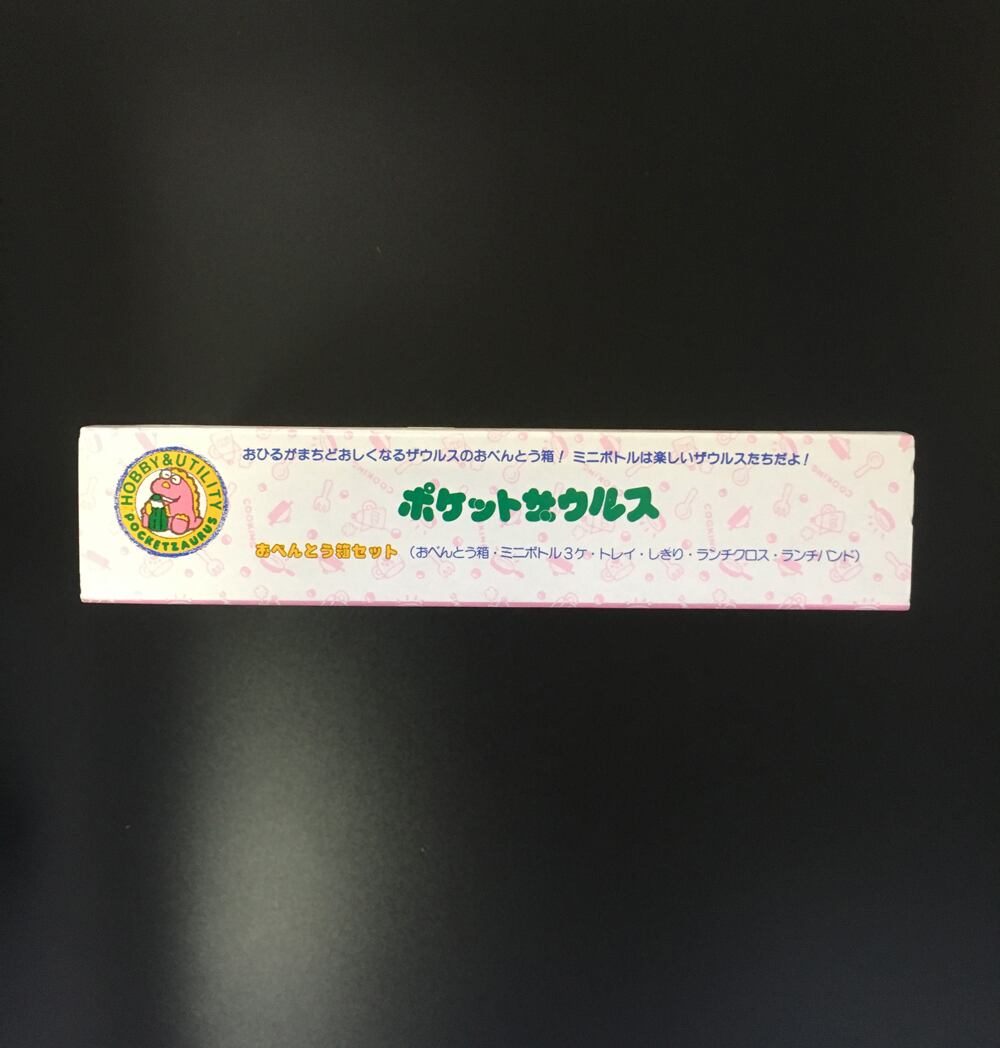 HOBBY & UTILITY
POCKETZAURUS
おひるがまちどおしくなるザウルスのおべんとう箱! ミニボトルは楽しいザウルスたちだよ!
ポケットザウルス
おべんとう箱セット (おべんとう箱・ミニボトル3ケ・トレイ・しきり・ランチクロス・ランチバンド)
COOKING
COOKING
COOKING